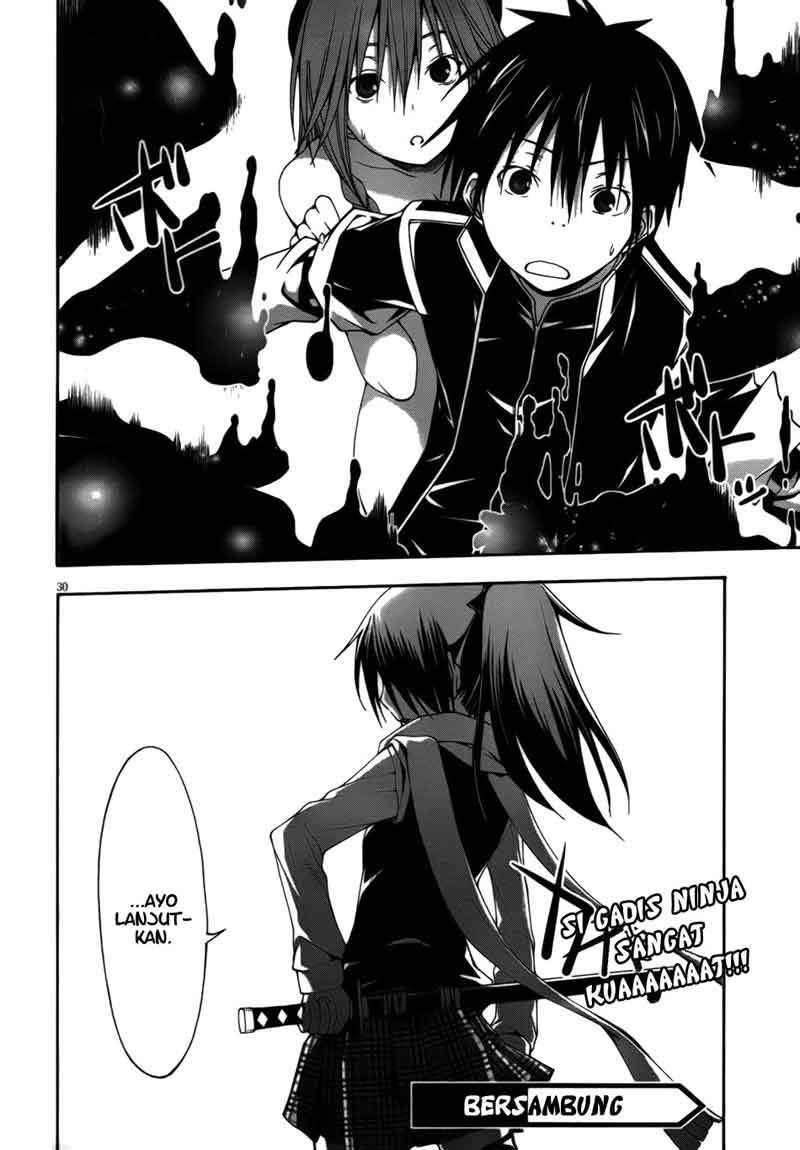 ボド
ボド
30
...AYO
LANJUT-
KAN.
SI GADIS NINJA
SANGAT
KUAAAAAAAT!!!
BERSAMBUNG